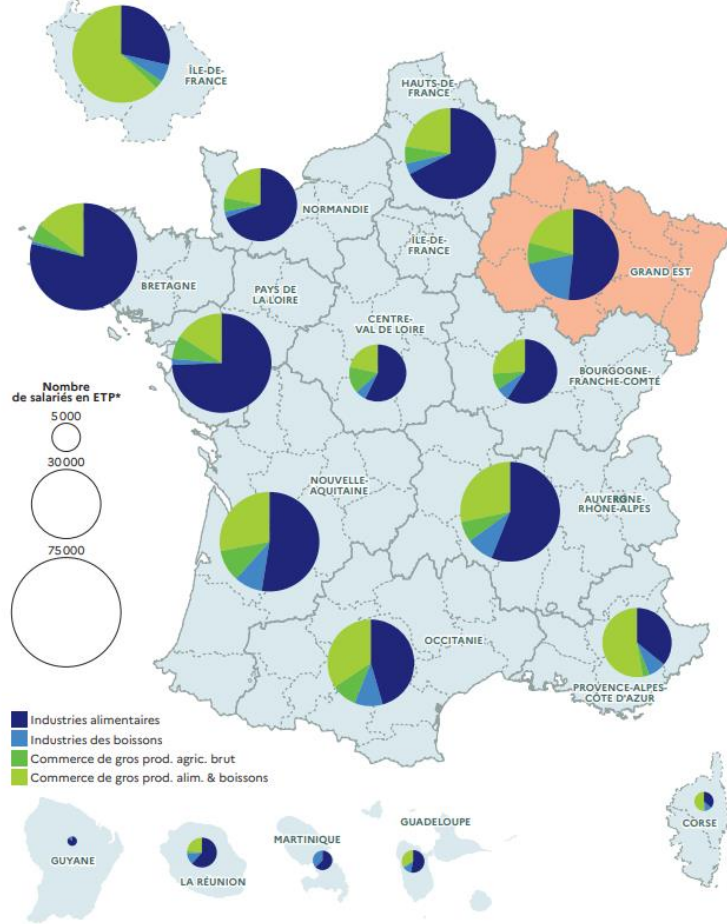 ÎLE-DE-
FRANCE
HAUTS-DE-
FRANCE
NORMANDIE
ÎLE-DE-
FRANCE
GRAND EST
BRETAGNE
PAYS DE
LA LOIRE
CENTRE-
VAL DE LOIRE
BOURGOGNE-
FRANCHE-COMTÉ
Nombre
de salariés en ETP*
5 000
30 000
75 000
NOUVELLE-
AQUITAINE
AUVERGNE-
RHÔNE-ALPES
OCCITANIE
PROVENCE-ALPES-
CÔTE D'AZUR
Industries alimentaires
Industries des boissons
Commerce de gros prod. agric. brut
Commerce de gros prod. alim. & boissons
GUYANE
LA RÉUNION
MARTINIQUE
GUADELOUPE
CORSE